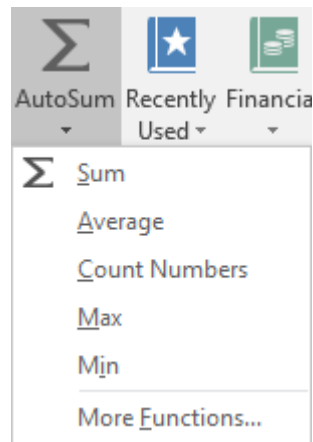 AutoSum Recently Financia
Used
Sum
Average
Count Numbers
Max
Min
More Functions...